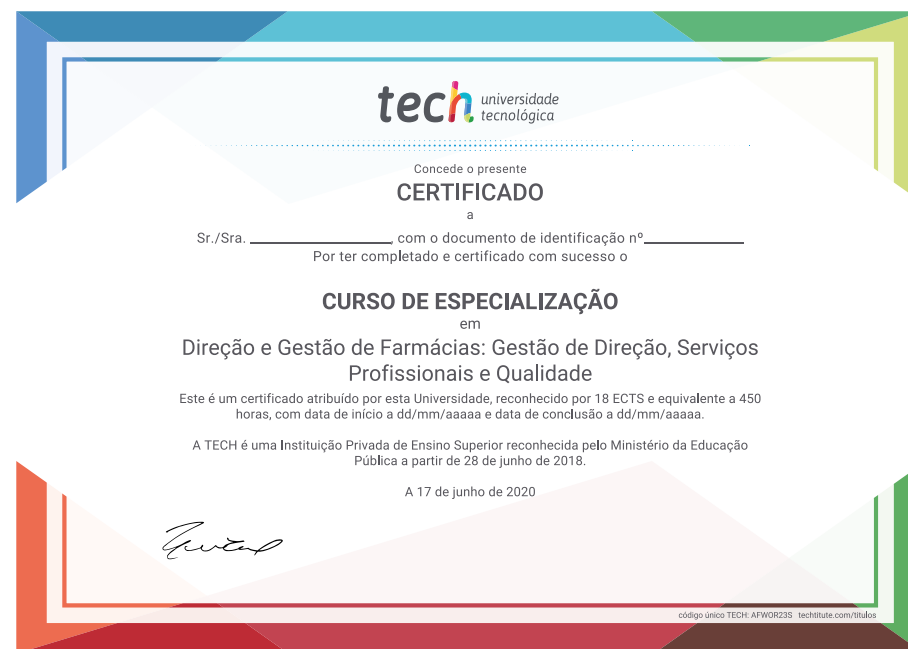 tech universidade
tecnológica
Concede o presente
CERTIFICADO
a
Sr./Sra. ____________, com o documento de identificação nº____________
Por ter completado e certificado com sucesso o
CURSO DE ESPECIALIZAÇÃO
em
Direção e Gestão de Farmácias: Gestão de Direção, Serviços
Profissionais e Qualidade
Este é um certificado atribuído por esta Universidade, reconhecido por 18 ECTS e equivalente a 450
horas, com data de início a dd/mm/aaaaa e data de conclusão a dd/mm/aaaaa.
A TECH é uma Instituição Privada de Ensino Superior reconhecida pelo Ministério da Educação
Pública a partir de 28 de junho de 2018.
A 17 de junho de 2020
código único TECH: AFWOR23S techtitute.com/titulos